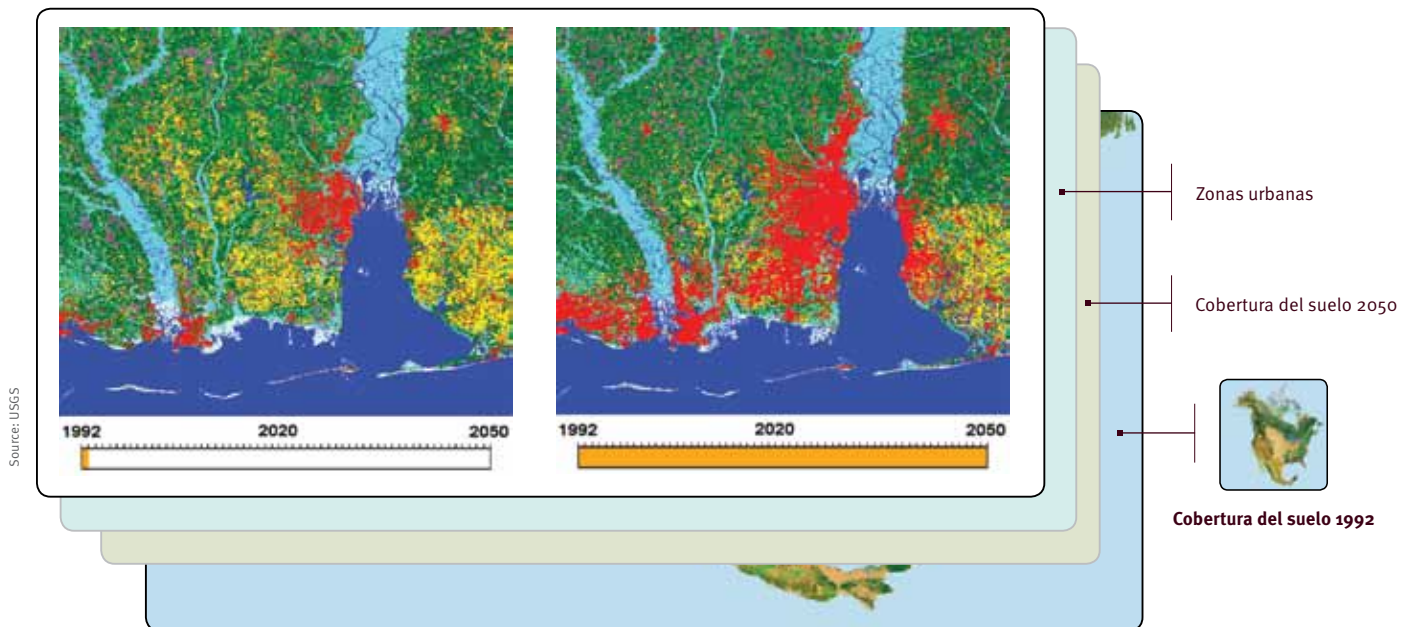 1992 2020 2050
1992 2020 2050
Source: USGS
Zonas urbanas
Cobertura del suelo 2050
Cobertura del suelo 1992